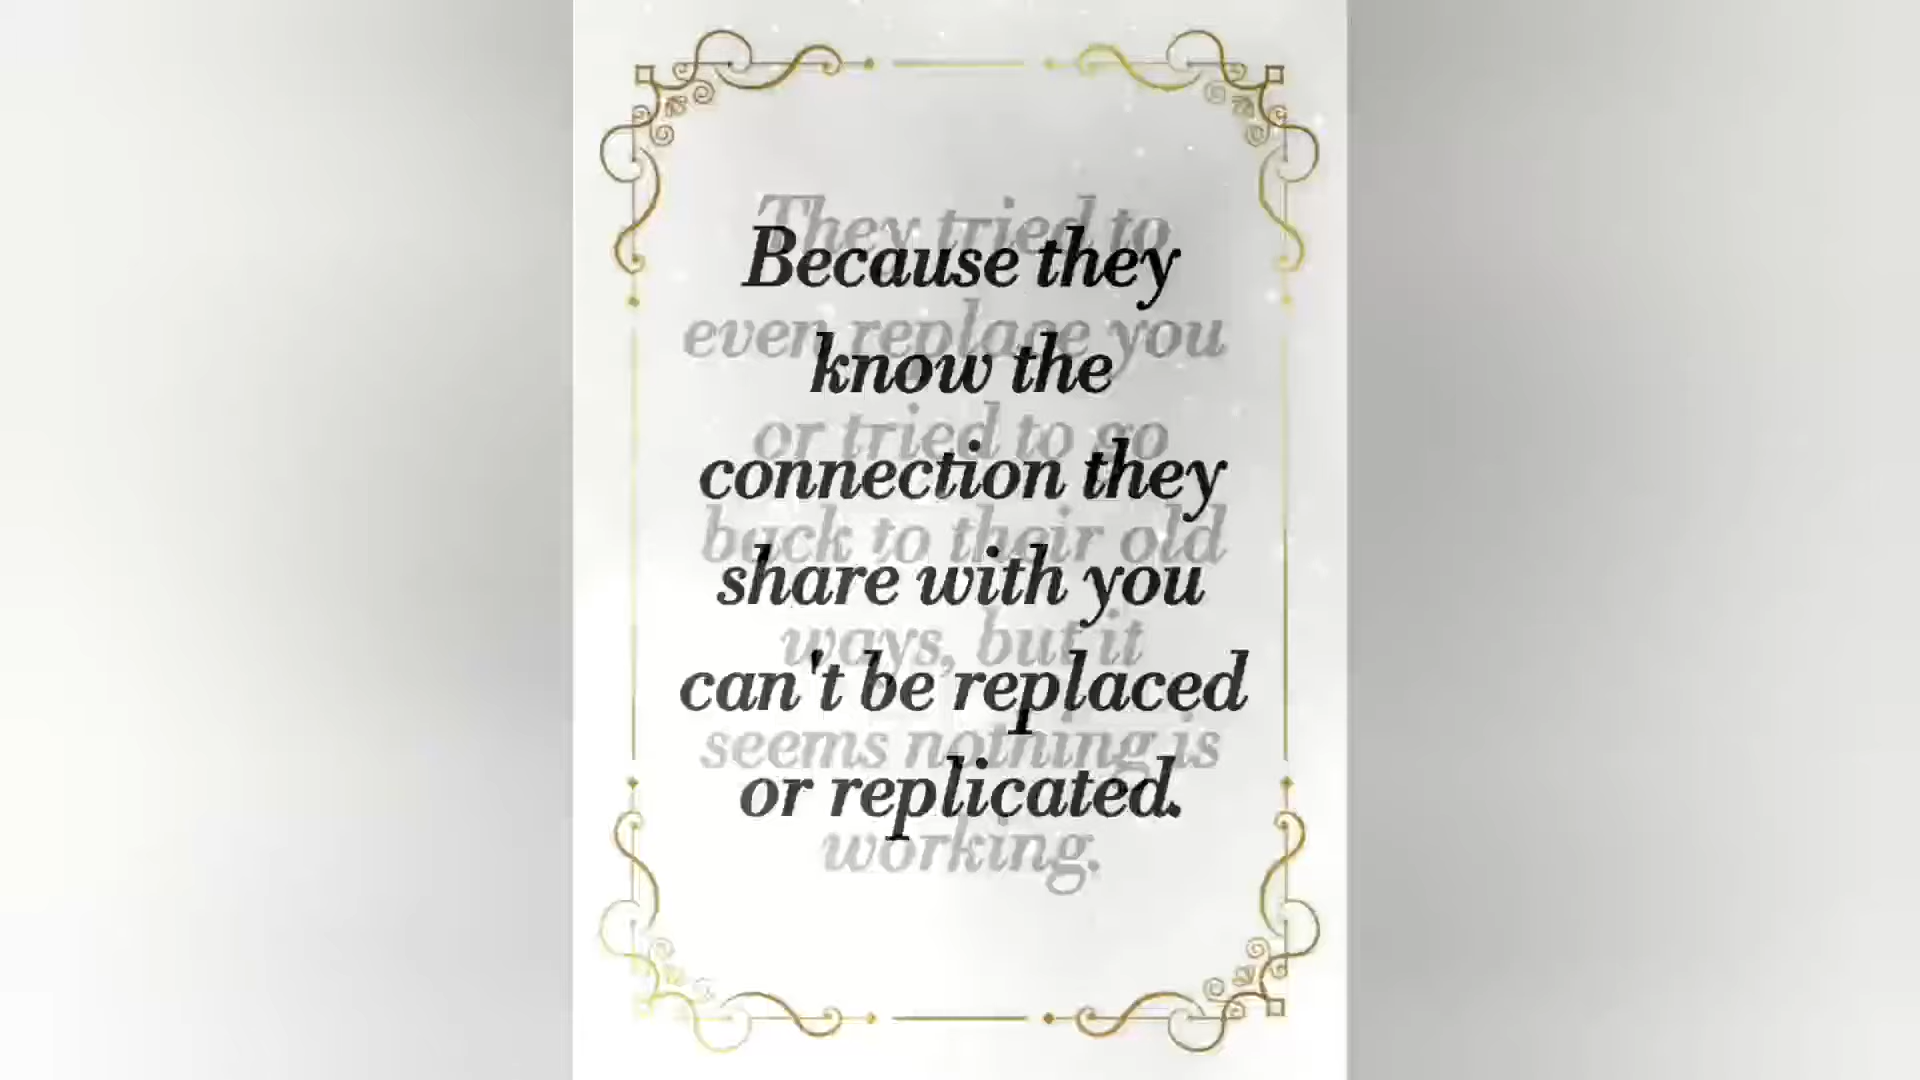 They tried to
even replace you
or tried to go
back to their old
ways, but it
seems nothing is
working.
Because they
know the
connection they
share with you
can't be replaced
or replicated.